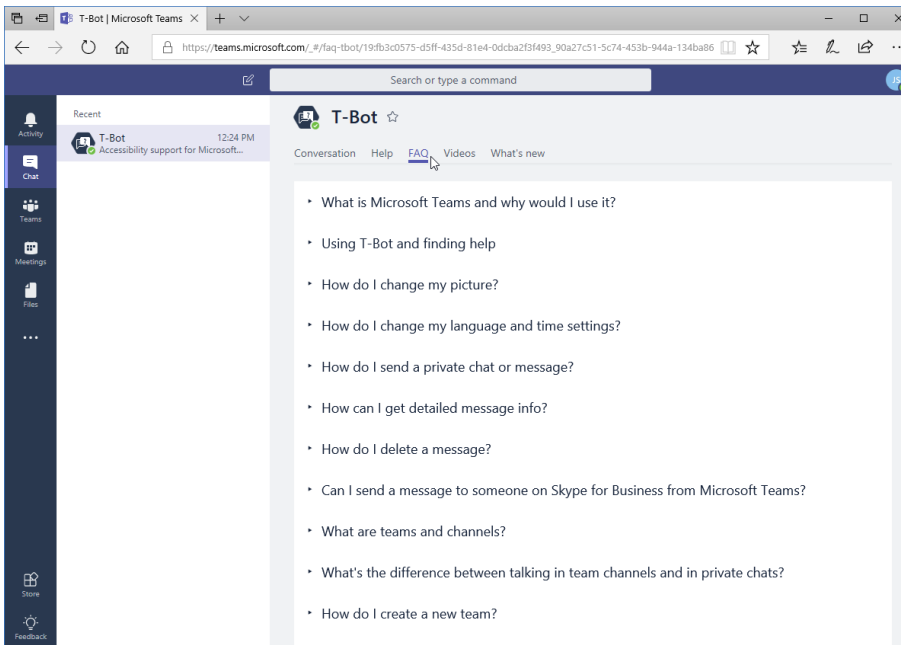 T-Bot | Microsoft Teams
https://teams.microsoft.com/_#/faq-tbot/19fb3c0575-d5ff-435d-81e4-0dcba2f3f493_90a27c51-5c74-453b-944a-134ba86
Search or type a command
JS
Activity
Chat
Teams
Meetings
Files
Store
Feedback
Recent
T-Bot 12:24 PM
Accessibility support for Microsoft...
T-Bot
Conversation Help FAQ Videos What's new
What is Microsoft Teams and why would I use it?
Using T-Bot and finding help
How do I change my picture?
How do I change my language and time settings?
How do I send a private chat or message?
How can I get detailed message info?
How do I delete a message?
Can I send a message to someone on Skype for Business from Microsoft Teams?
What are teams and channels?
What's the difference between talking in team channels and in private chats?
How do I create a new team?